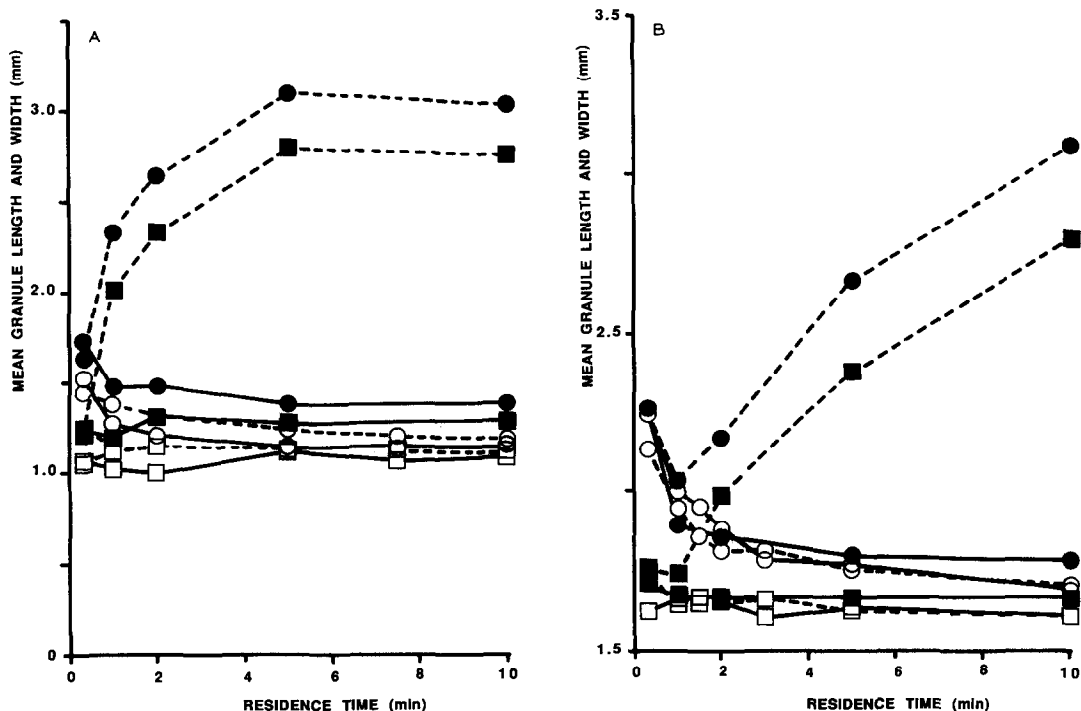 A
MEAN GRANULE LENGTH AND WIDTH (mm)
3.0
2.0
1.0
0
0 2 4 6 8 10
RESIDENCE TIME (min)
B
MEAN GRANULE LENGTH AND WIDTH (mm)
3.5
2.5
1.5
0 2 4 6 8 10
RESIDENCE TIME (min)